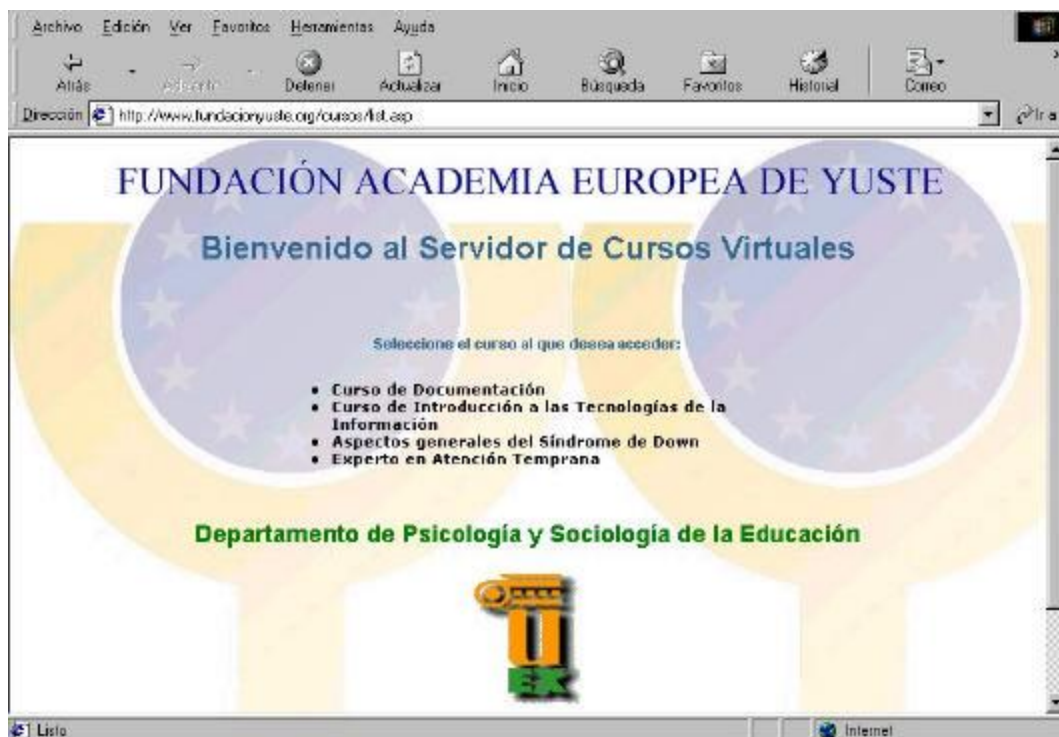 Archivo Edición Ver Favoritos Herramientas Ayuda
Atrás Adelante Detener Actualizar Inicio Búsqueda Favoritos Historial Correo
Dirección http://www.fundacionyuste.org/cursos/list.asp Ir a
FUNDACIÓN ACADEMIA EUROPEA DE YUSTE
Bienvenido al Servidor de Cursos Virtuales
Seleccione el curso al que desea acceder:
• Curso de Documentación
• Curso de Introducción a las Tecnologías de la
Información
• Aspectos generales del Síndrome de Down
• Experto en Atención Temprana
Departamento de Psicología y Sociología de la Educación
U
EX
Listo Internet